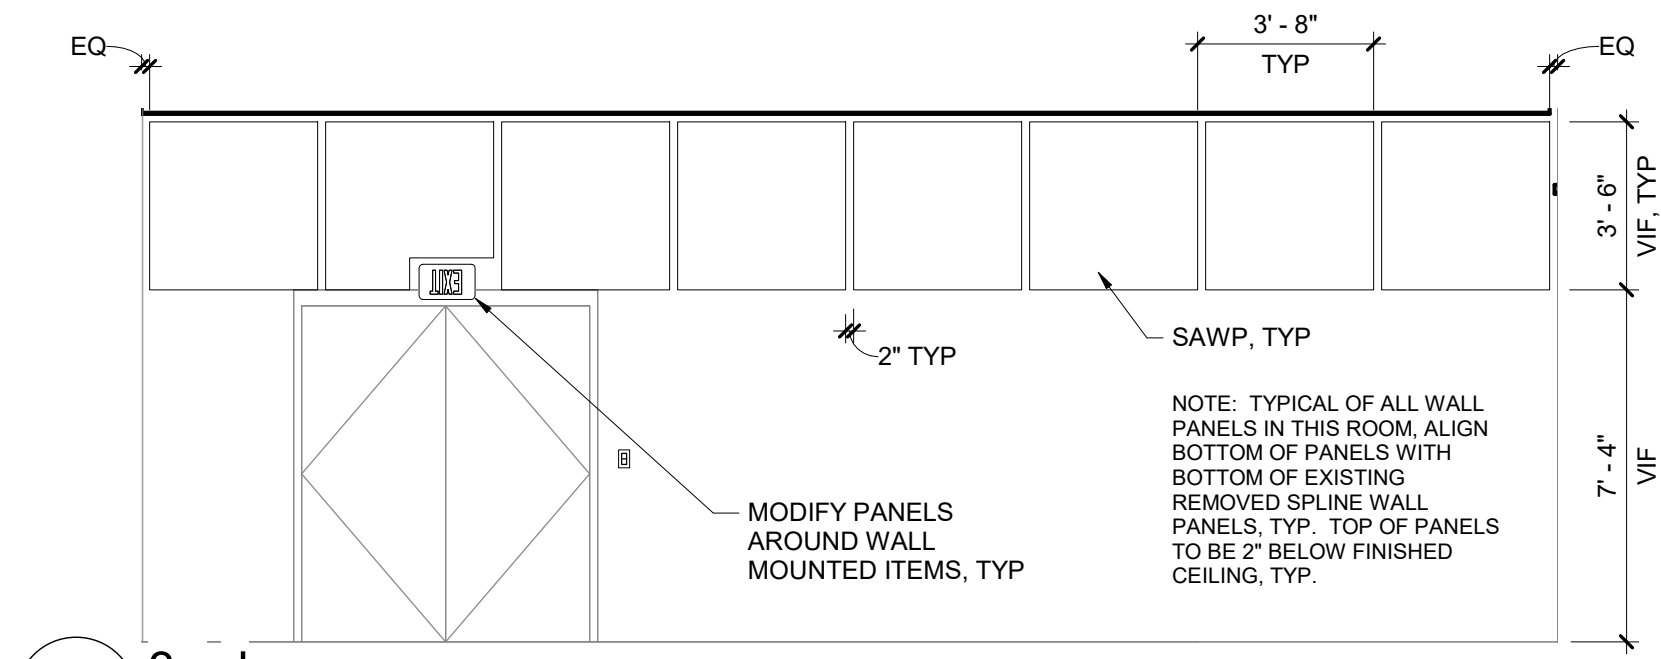 3' - 8"
TYP
EQ
EQ
3' - 6"
VIF, TYP
EXIT
2" TYP
SAWP, TYP
NOTE: TYPICAL OF ALL WALL
PANELS IN THIS ROOM, ALIGN
BOTTOM OF PANELS WITH
BOTTOM OF EXISTING
REMOVED SPLINE WALL
PANELS, TYP. TOP OF PANELS
TO BE 2" BELOW FINISHED
CEILING, TYP.
7' - 4"
VIF
MODIFY PANELS
AROUND WALL
MOUNTED ITEMS, TYP